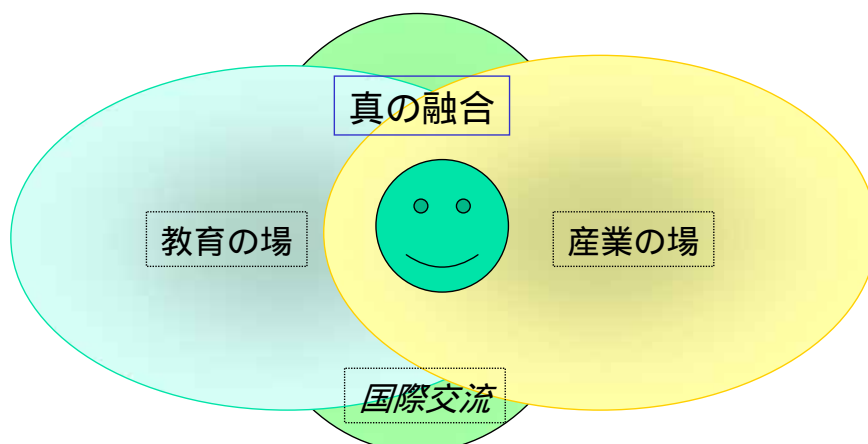 真の融合
教育の場
産業の場
国際交流